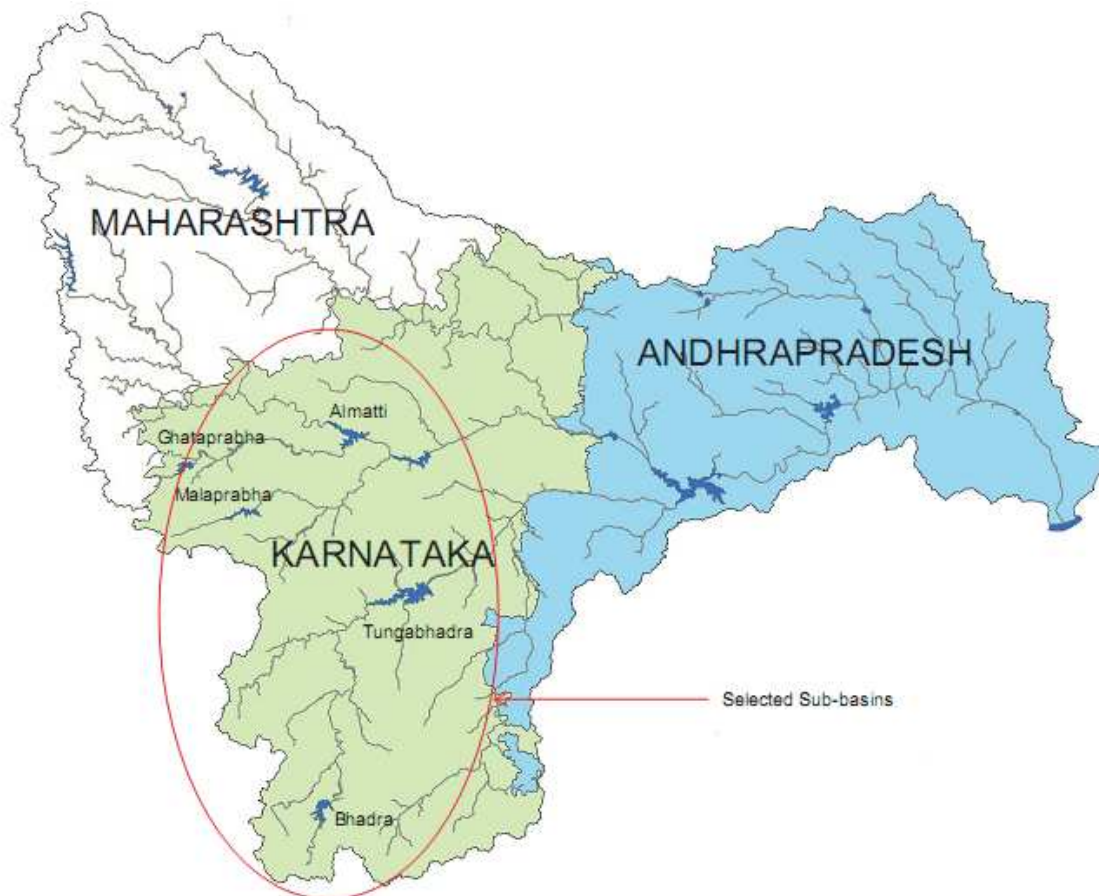 MAHARASHTRA
ANDHRAPRADESH
Almatti
Ghataprabha
Malaprabha
KARNATAKA
Tungabhadra
Selected Sub-basins
Bhadra